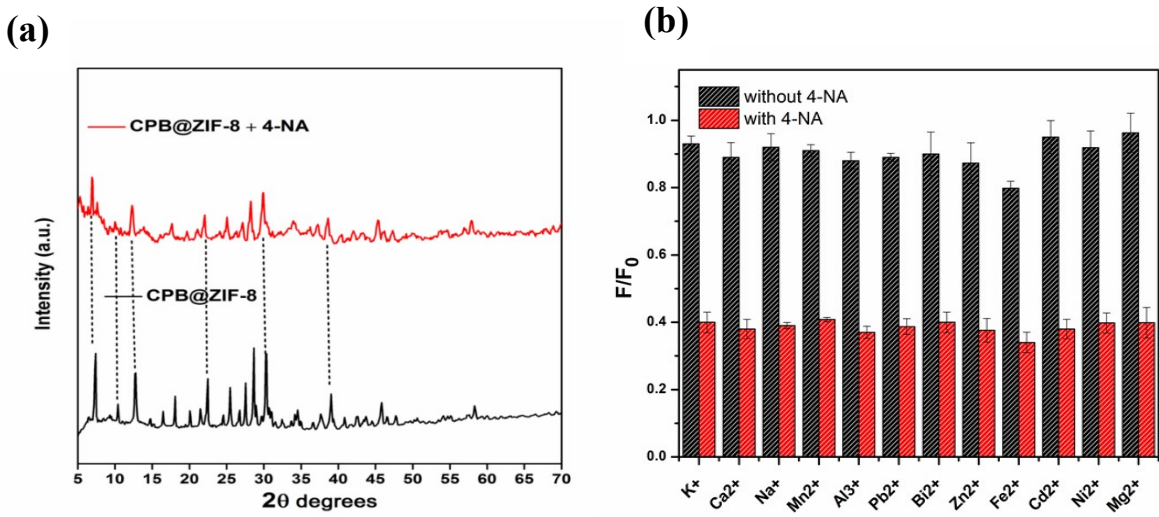 (a)
CPB@ZIF-8 + 4-NA
CPB@ZIF-8
Intensity (a.u.)
5 10 15 20 25 30 35 40 45 50 55 60 65 70
2θ degrees
(b)
without 4-NA
with 4-NA
F/F0
1.0
0.8
0.6
0.4
0.2
0.0
K+ Ca2+ Na+ Mn2+ Al3+ Pb2+ Bi2+ Zn2+ Fe2+ Cd2+ Ni2+ Mg2+